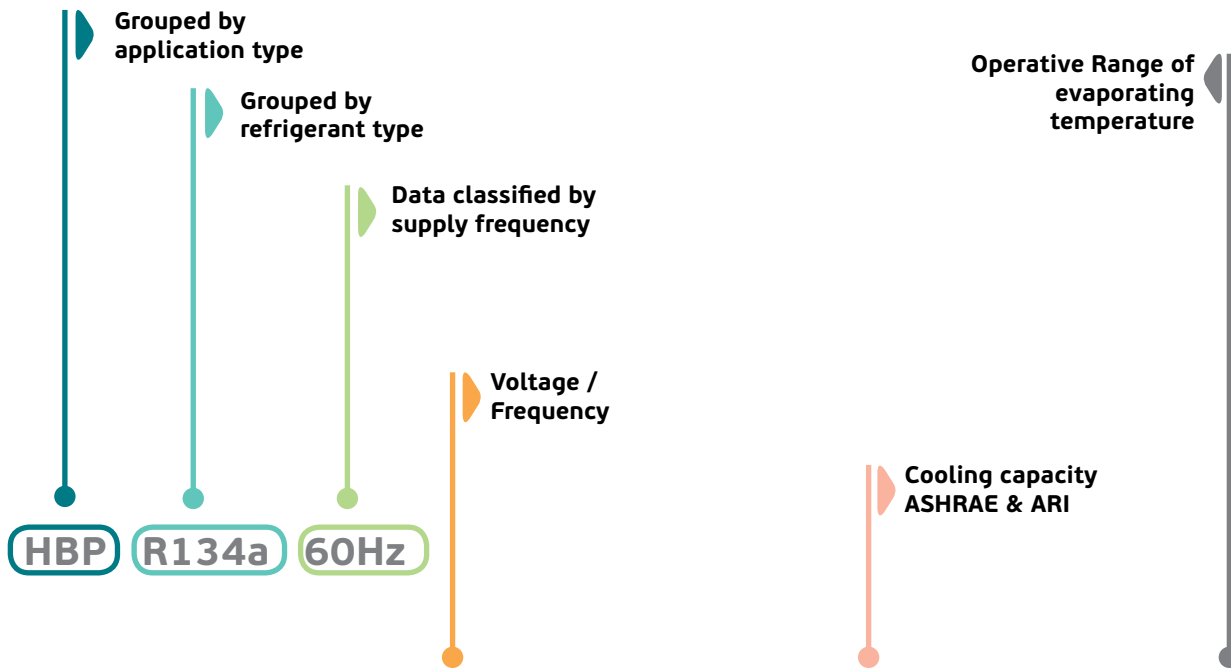 Grouped by
application type
Grouped by
refrigerant type
Operative Range of
evaporating
temperature
Data classified by
supply frequency
Voltage /
Frequency
Cooling capacity
ASHRAE & ARI
HBP R134a 60Hz